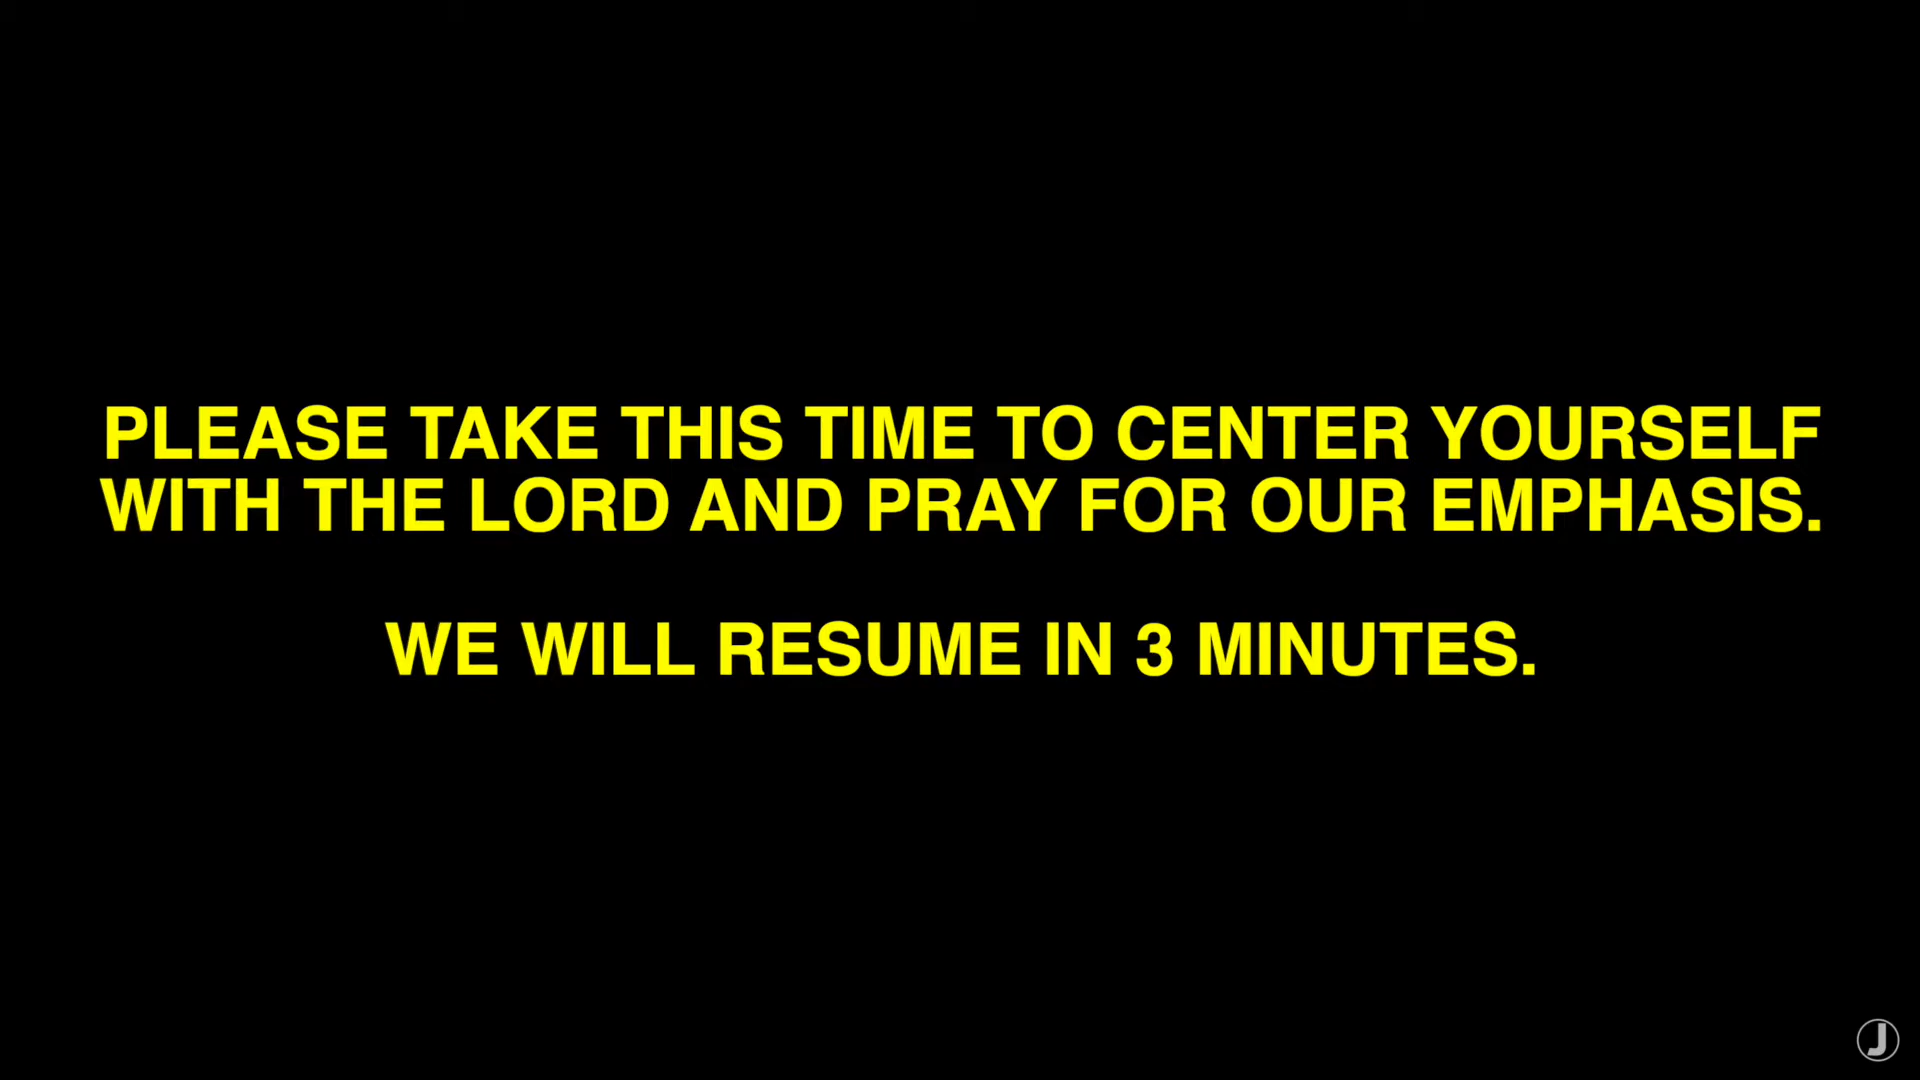 PLEASE TAKE THIS TIME TO CENTER YOURSELF
WITH THE LORD AND PRAY FOR OUR EMPHASIS.
WE WILL RESUME IN 3 MINUTES.
J